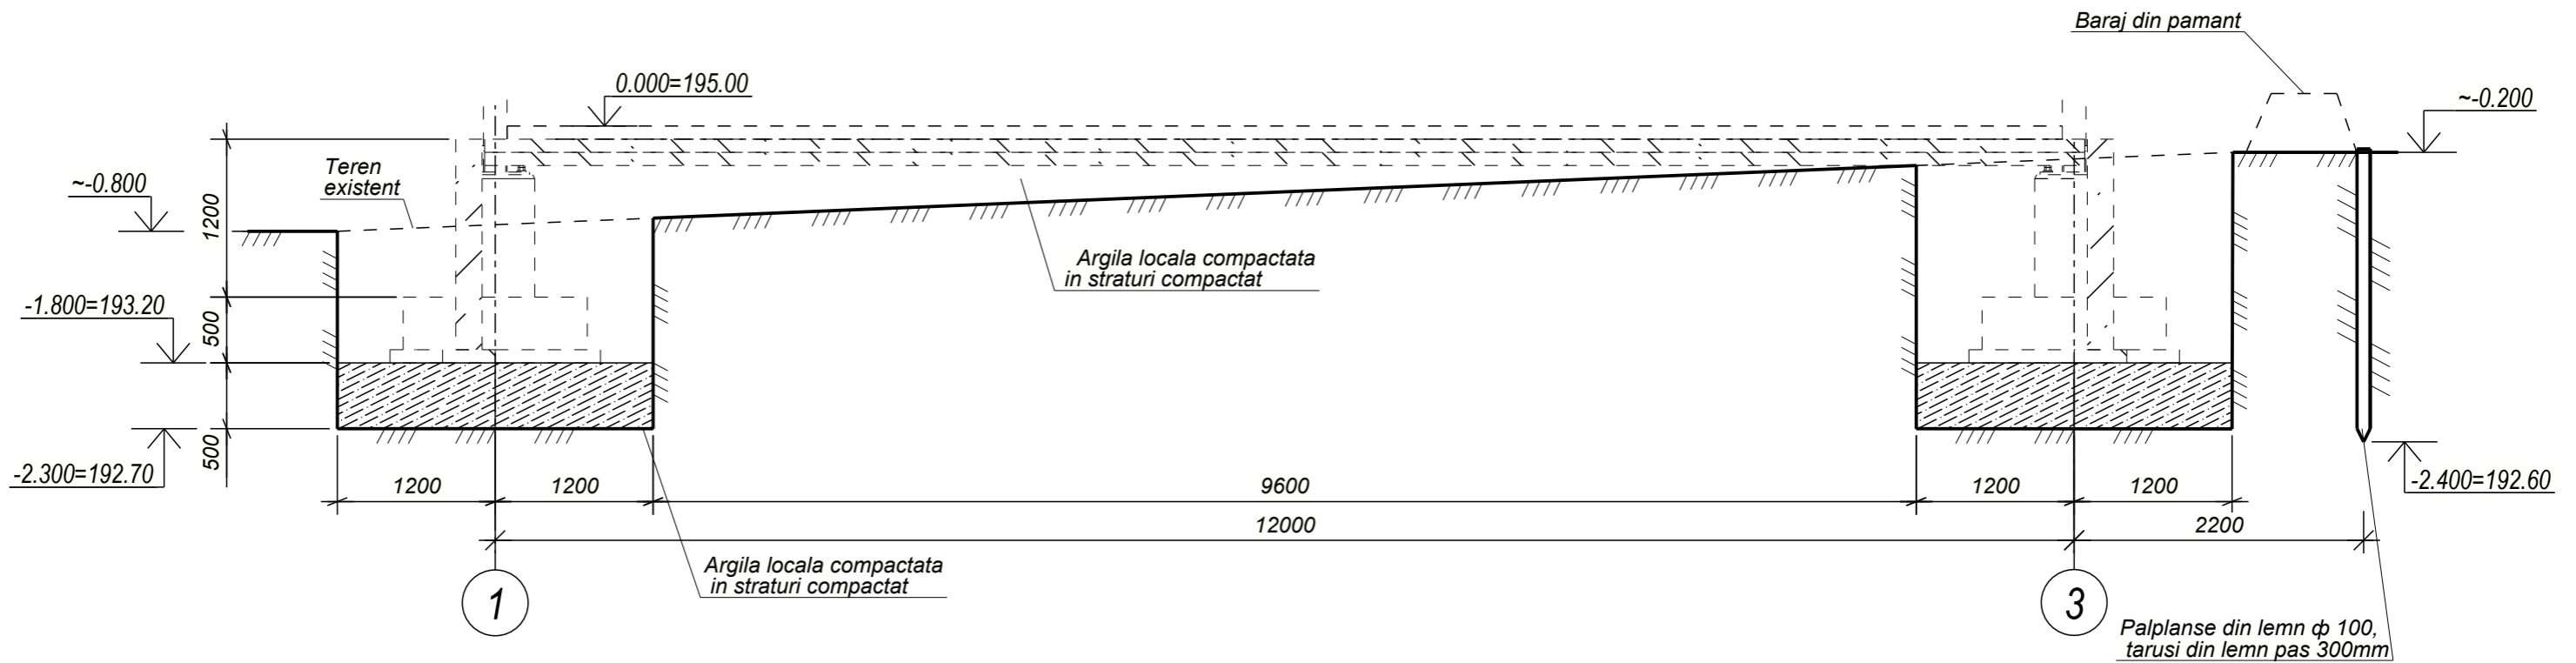 Baraj din pamant
0.000=195.00
~-0.200
Teren
existent
~-0.800
1200
Argila locala compactata
in straturi compactat
-1.800=193.20
500
500
-2.300=192.70
1200
1200
9600
1200
1200
-2.400=192.60
12000
2200
Argila locala compactata
in straturi compactat
1
3
Palplanse din lemn ф 100,
tarusi din lemn pas 300mm